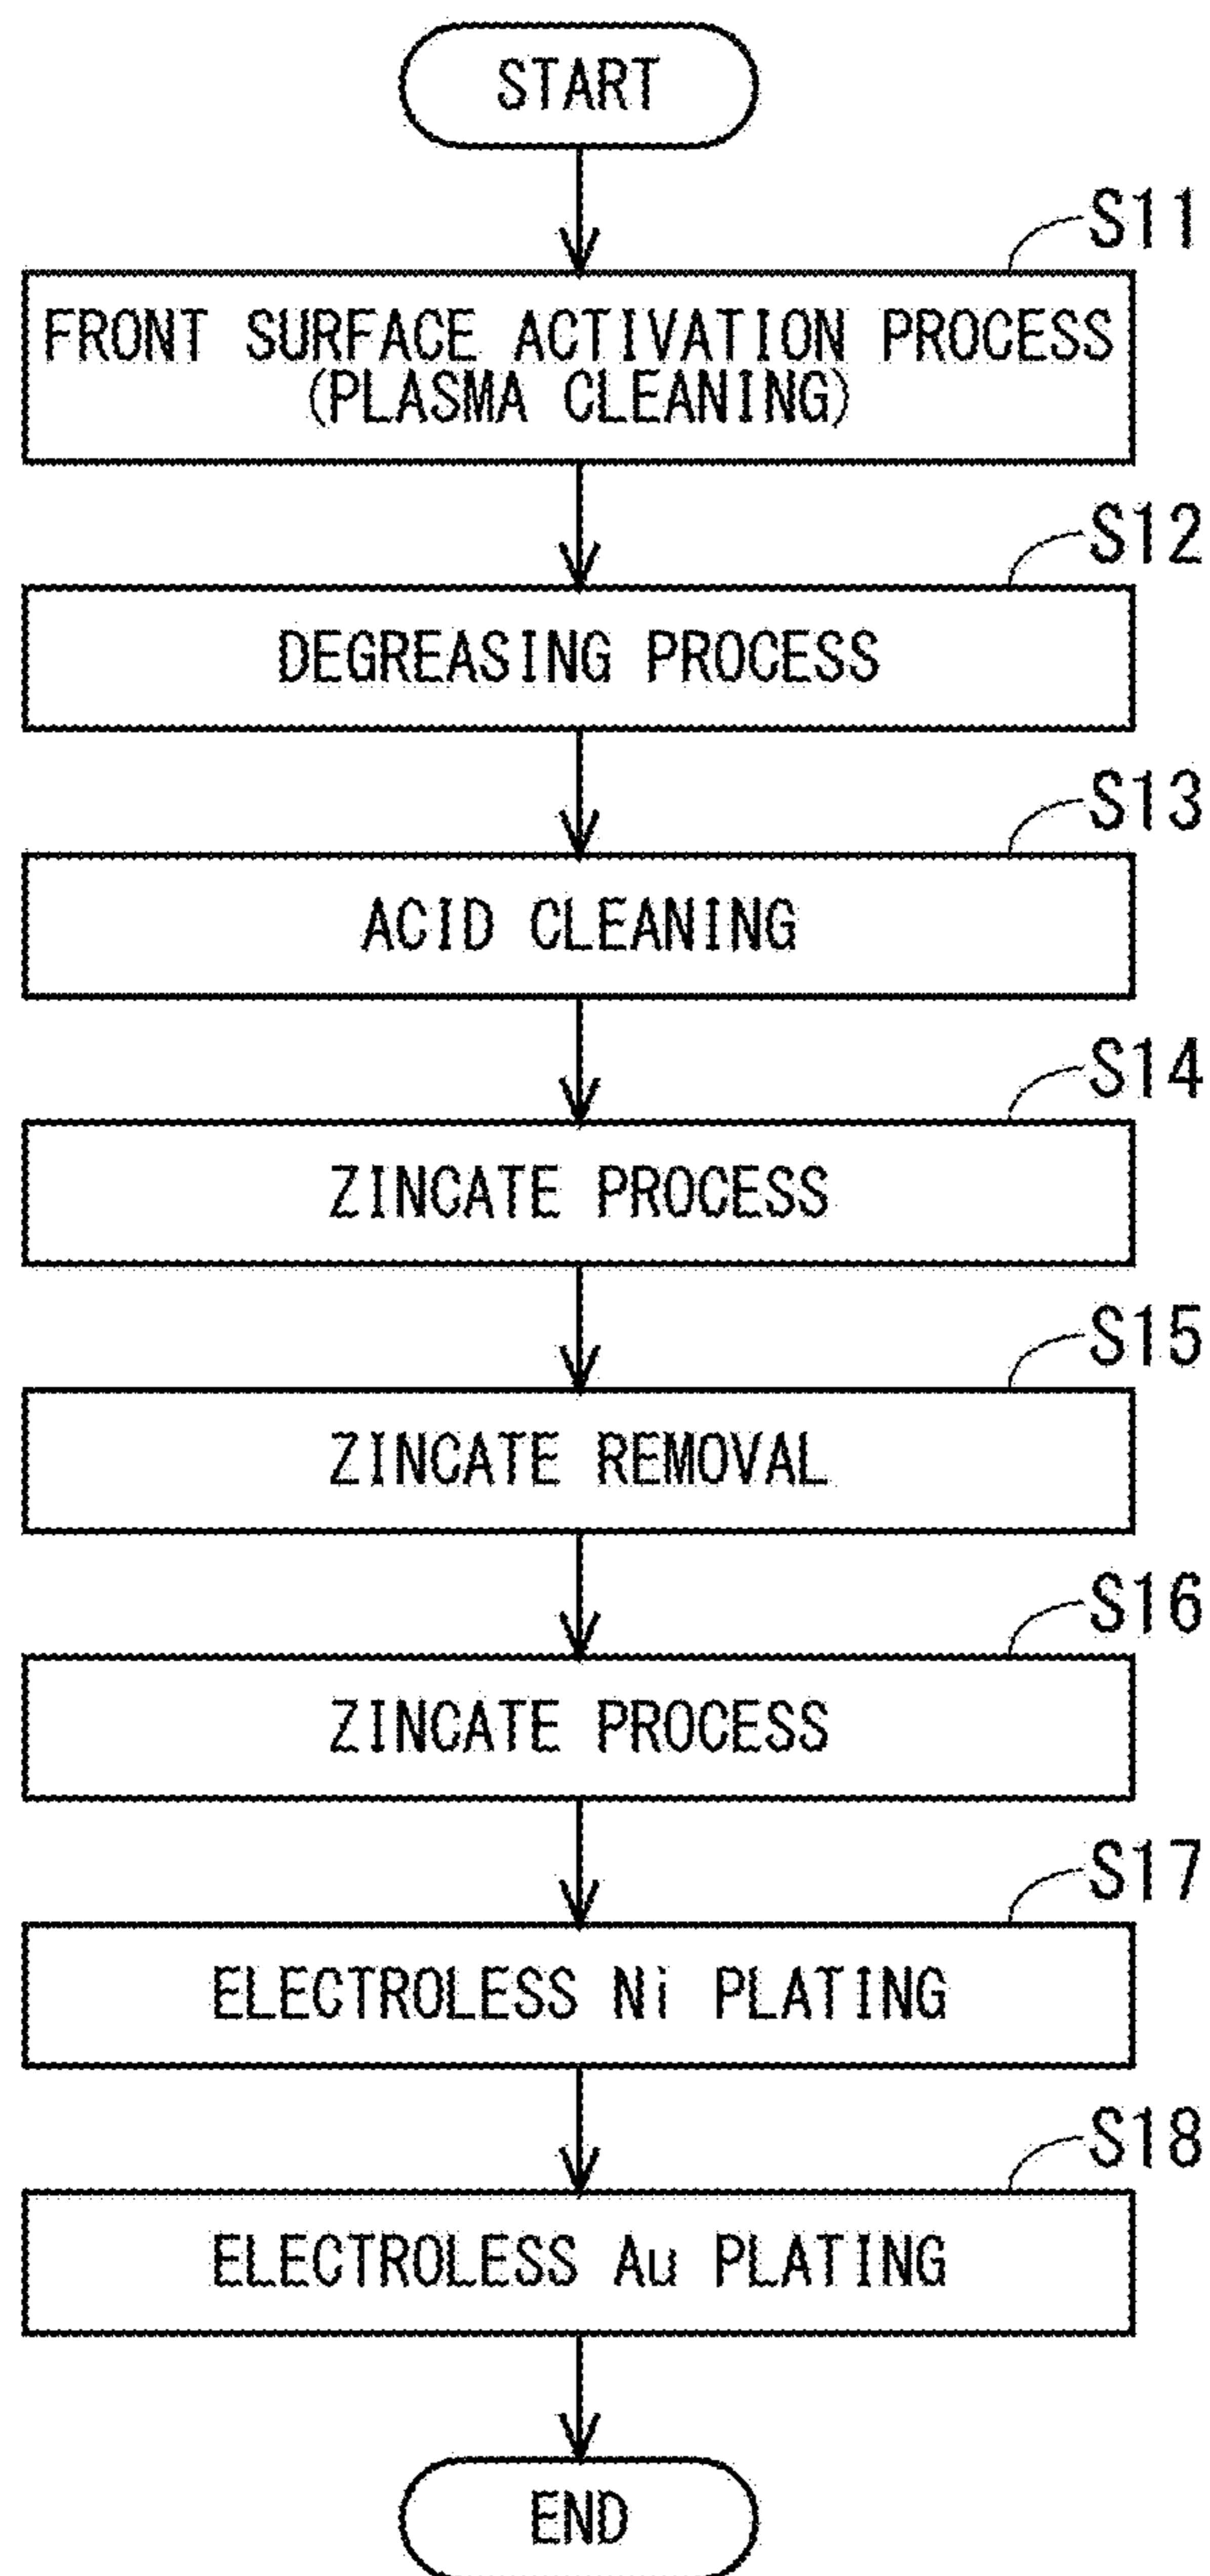 START
S11
FRONT SURFACE ACTIVATION PROCESS
(PLASMA CLEANING)
S12
DEGREASING PROCESS
S13
ACID CLEANING
S14
ZINCATE PROCESS
S15
ZINCATE REMOVAL
S16
ZINCATE PROCESS
S17
ELECTROLESS Ni PLATING
S18
ELECTROLESS Au PLATING
END